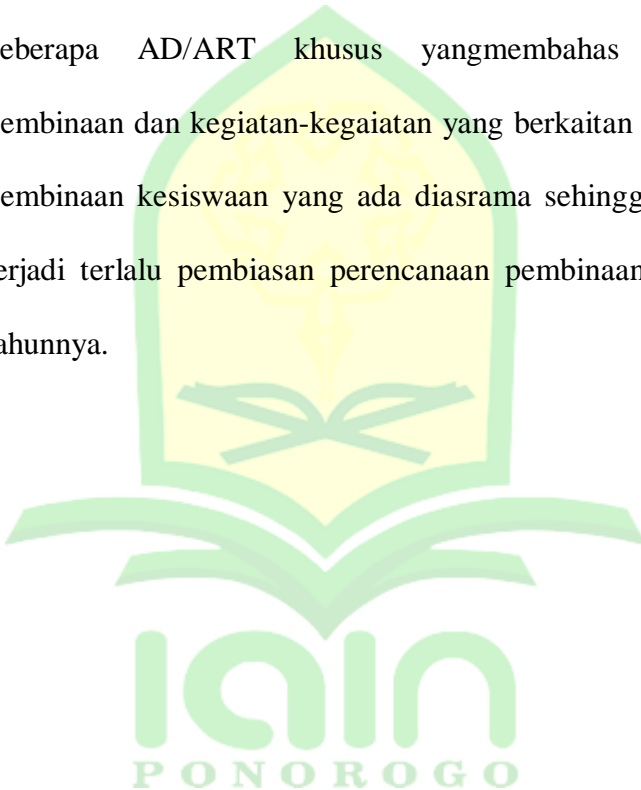 eberapa AD/ART khusus yangmembahas
embinaan dan kegiatan-kegaiatan yang berkaitan
embinaan kesiswaan yang ada diasrama sehingg
erjadi terlalu pembiasan perencanaan pembinaan
ahunnya.
iain
PONOROGO